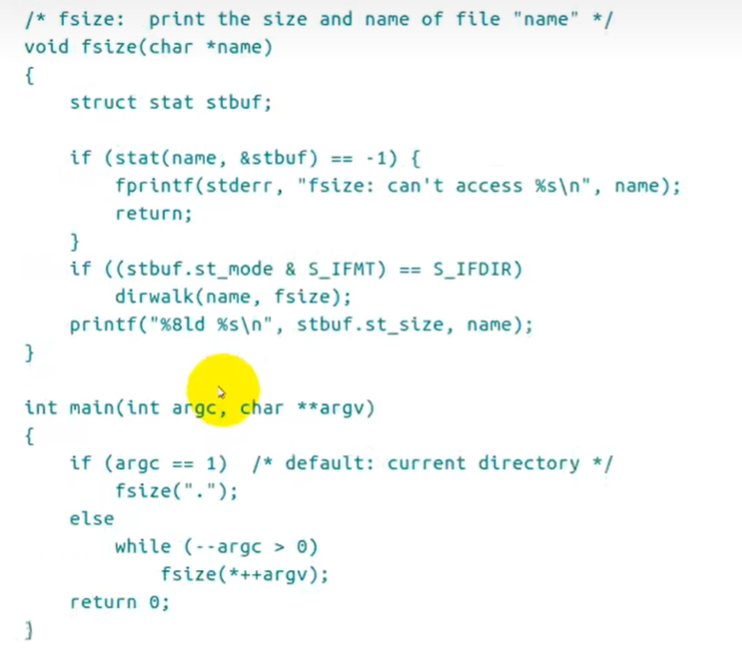 /* fsize:  print the size and name of file "name" */
void fsize(char *name)
{
    struct stat stbuf;

    if (stat(name, &stbuf) == -1) {
        fprintf(stderr, "fsize: can't access %s\n", name);
        return;
    }
    if ((stbuf.st_mode & S_IFMT) == S_IFDIR)
        dirwalk(name, fsize);
    printf("%8ld %s\n", stbuf.st_size, name);
}

int main(int argc, char **argv)
{
    if (argc == 1)  /* default: current directory */
        fsize(".");
    else
        while (--argc > 0)
            fsize(*++argv);
    return 0;
}